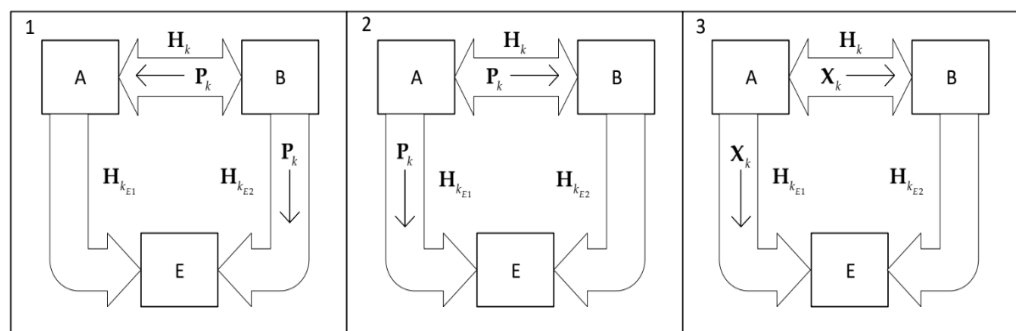 1
H_k
A
P_k
B
P_k
H_{k_{E1}}
H_{k_{E2}}
E
2
H_k
A
P_k
B
P_k
H_{k_{E1}}
H_{k_{E2}}
E
3
H_k
A
X_k
B
X_k
H_{k_{E1}}
H_{k_{E2}}
E